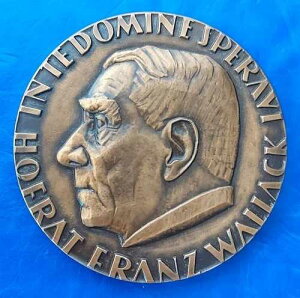 IN TE DOMINE SPERAVI
HOFRAT FRANZ WALLACK